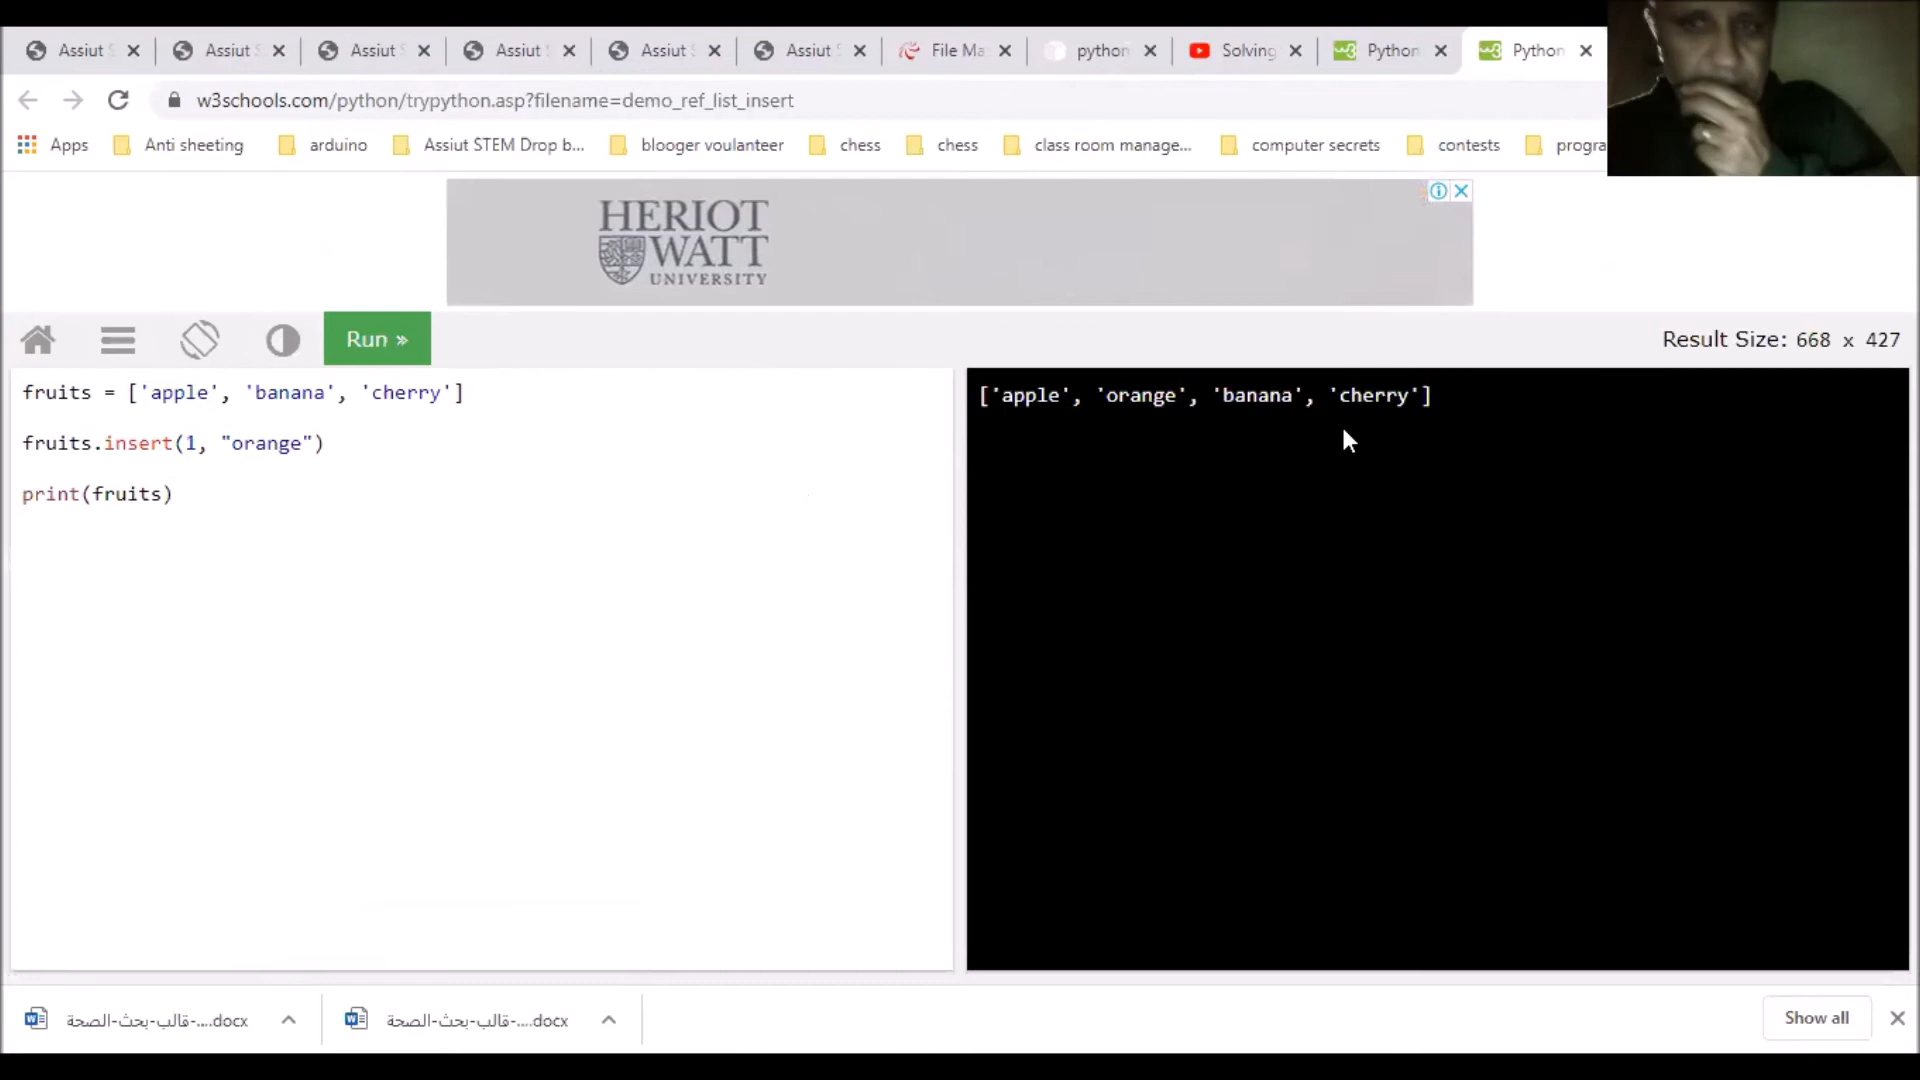 Assiut S
Assiut S
Assiut S
Assiut S
Assiut S
Assiut S
File Ma
python
Solving
Python
Python
w3schools.com/python/trypython.asp?filename=demo_ref_list_insert
Apps
Anti sheeting
arduino
Assiut STEM Drop b...
blooger voulanteer
chess
chess
class room manage...
computer secrets
contests
progra
HERIOT
WATT
UNIVERSITY
Run »
Result Size: 668 x 427
fruits = ['apple', 'banana', 'cherry']
fruits.insert(1, "orange")
print(fruits)
['apple', 'orange', 'banana', 'cherry']
قالب-بحث-الصحة-....docx
قالب-بحث-الصحة-....docx
Show all